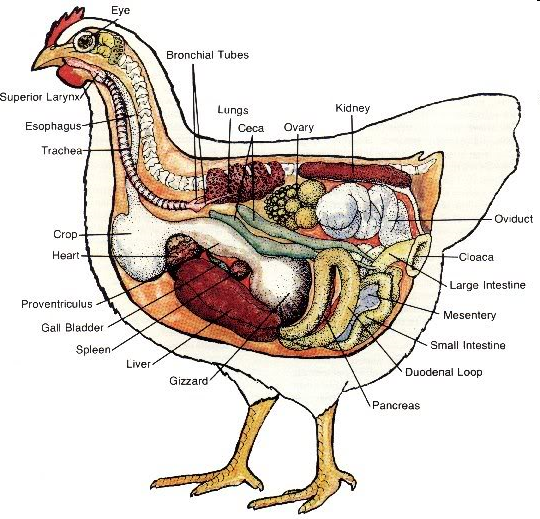 Eye
Bronchial Tubes
Superior Larynx
Lungs
Kidney
Esophagus
Ceca
Ovary
Trachea
Oviduct
Crop
Heart
Cloaca
Large Intestine
Proventriculus
Mesentery
Gall Bladder
Small Intestine
Spleen
Liver
Duodenal Loop
Gizzard
Pancreas